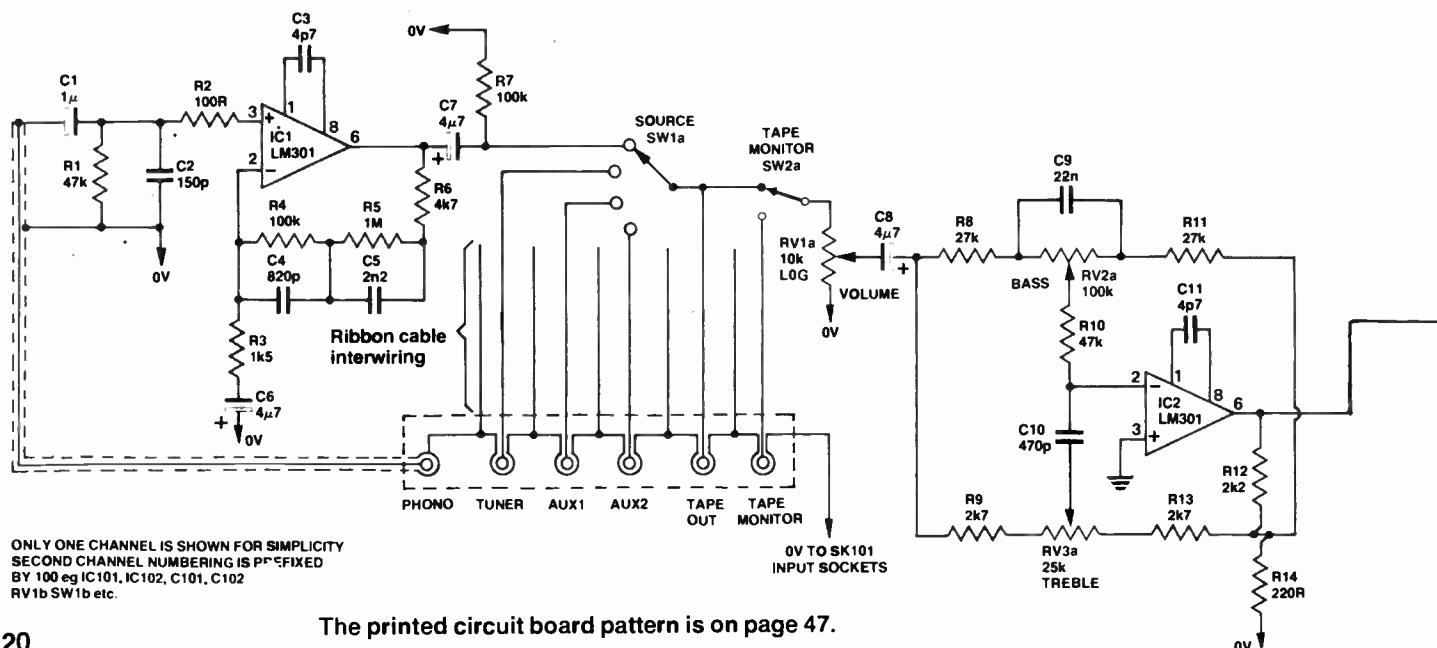 C1
1μ
R1
47k
C2
150p
R2
100R
C3
4p7
3
+
1
8
6
2
−
IC1
LM301
0V
R4
100k
R5
1M
C4
820p
C5
2n2
R6
4k7
R3
1k5
C6
4μ7
+
0V
C7
4μ7
+
0V
R7
100k
SOURCE
SW1a
TAPE
MONITOR
SW2a
RV1a
10k
LOG
VOLUME
0V
C8
4μ7
+
R8
27k
C9
22n
BASS
RV2a
100k
R11
27k
R10
47k
C11
4p7
2
−
1
8
6
3
+
IC2
LM301
C10
470p
R9
2k7
RV3a
25k
TREBLE
R13
2k7
R12
2k2
R14
220R
0V
Ribbon cable
interwiring
PHONO
TUNER
AUX1
AUX2
TAPE
OUT
TAPE
MONITOR
0V TO SK101
INPUT SOCKETS
ONLY ONE CHANNEL IS SHOWN FOR SIMPLICITY
SECOND CHANNEL NUMBERING IS PREFIXED
BY 100 eg IC101, IC102, C101, C102
RV1b SW1b etc.
The printed circuit board pattern is on page 47.
20